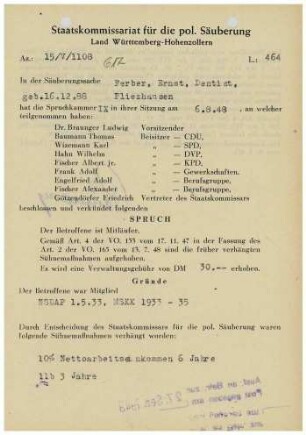 Staatskommissariat für die pol. Säuberung
Land Württemberg-Hohenzollern
Az.: 15/7/1108 L: 464
In der Säuberungssache Ferber, Ernst, Dentist,
geb.16.12.88 Pliezhausen
hat die Spruchkammer IX in ihrer Sitzung am 6.8.48 , an welcher
teilgenommen haben:
Dr. Braunger Ludwig Vorsitzender
Baumann Thomas Beisitzer — CDU,
Wizemann Karl „ — SPD,
Hahn Wilhelm „ — DVP,
Fischer Albert jr. „ — KPD,
Frank Adolf „ — Gewerkschaften,
Engelfried Adolf „ — Berufsgruppe,
Fischer Alexander „ — Berufsgruppe,
Götzendörfer Friedrich Vertreter des Staatskommissars
beschlossen und verkündet folgenden
SPRUCH
Der Betroffene ist Mitläufer.
Gemäß Art. 4 der VO. 133 vom 17. 11. 47 in der Fassung des
Art. 2 der VO. 165 vom 13. 7. 48 sind die früher verhängten
Sühnemaßnahmen aufgehoben.
Es wird eine Verwaltungsgebühr von DM 30,-- erhoben.
Gründe
Der Betroffene war Mitglied
NSDAP 1.5.33, NSKK 1933 - 35
Durch Entscheidung des Staatskommissars für die pol. Säuberung waren
folgende Sühnemaßnahmen verhängt worden:
10% Nettoarbeitseinkommen 6 Jahre
11b 3 Jahre